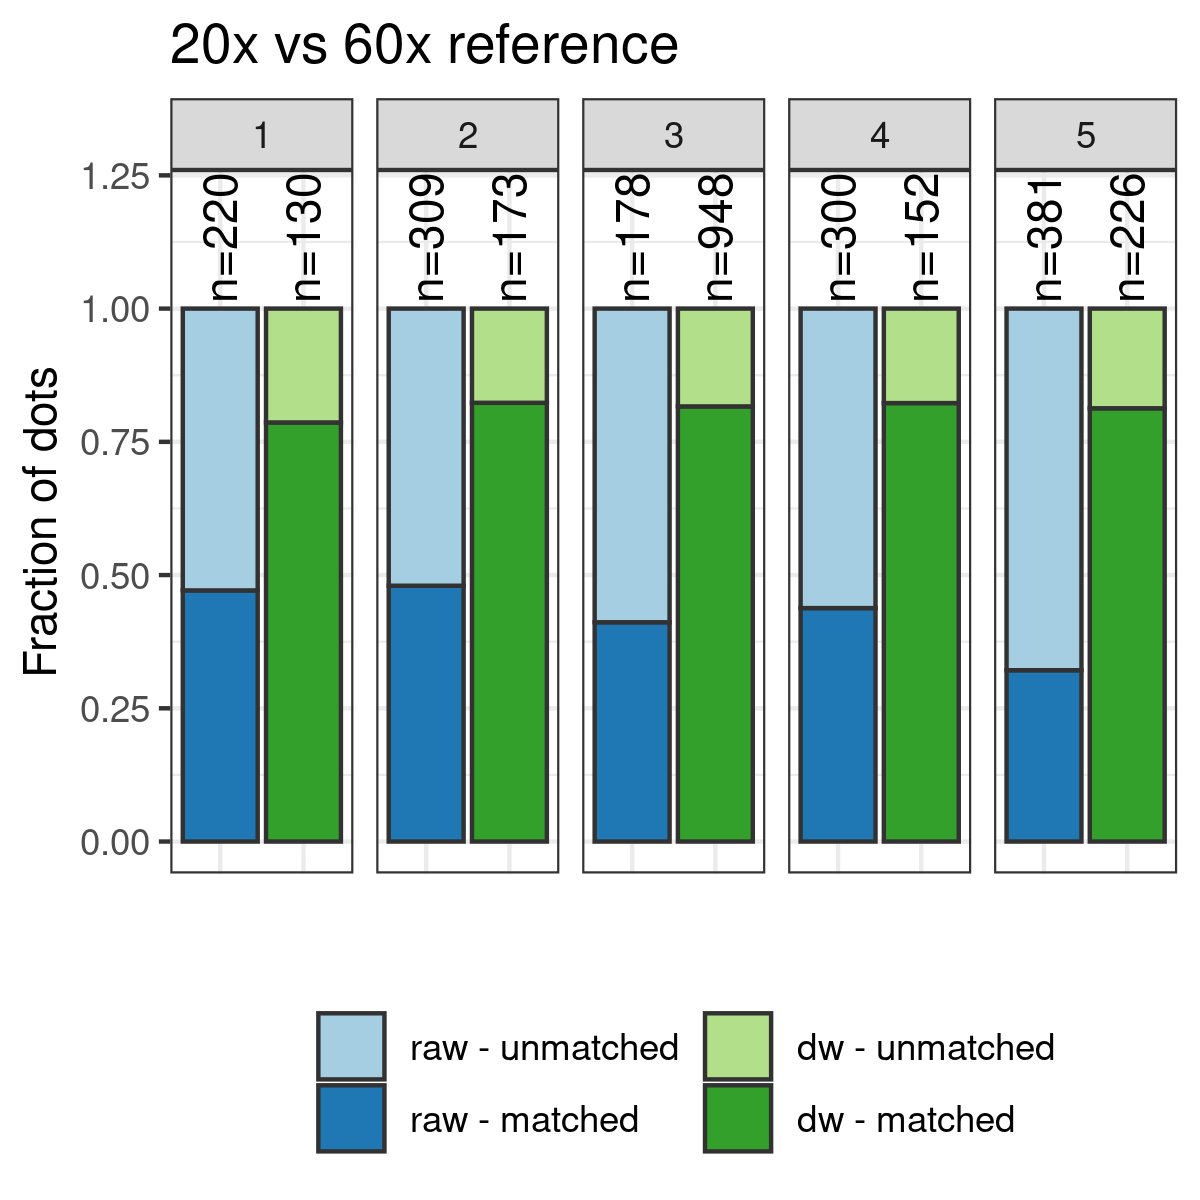 20x vs 60x reference
1
2
3
4
5
Fraction of dots
1.25
1.00
0.75
0.50
0.25
0.00
n=220
n=130
n=309
n=173
n=178
n=948
n=300
n=152
n=381
n=226
raw - unmatched
dw - unmatched
raw - matched
dw - matched